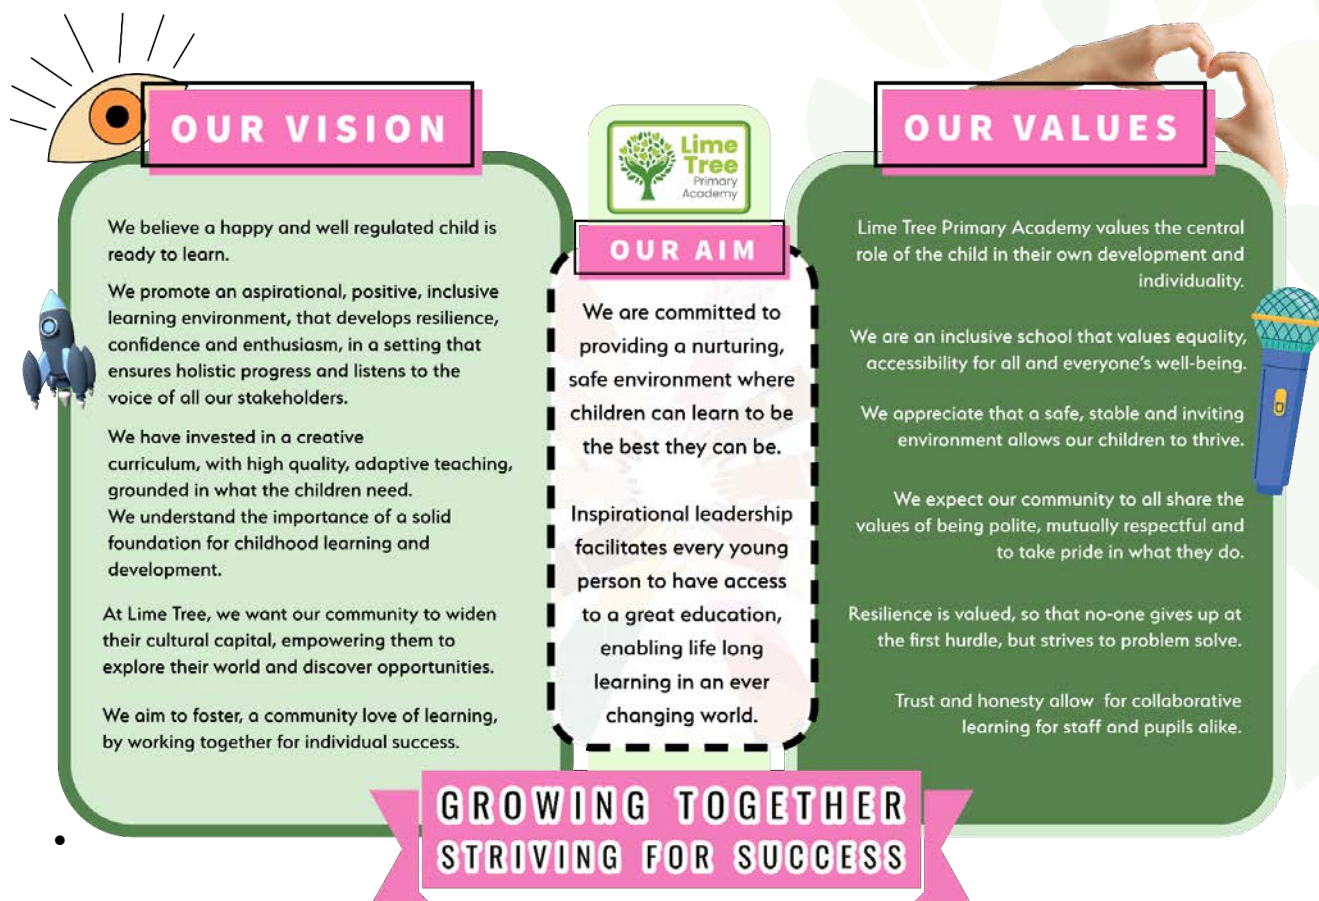 OUR VISION
We believe a happy and well regulated child is
ready to learn.
We promote an aspirational, positive, inclusive
learning environment, that develops resilience,
confidence and enthusiasm, in a setting that
ensures holistic progress and listens to the
voice of all our stakeholders.
We have invested in a creative
curriculum, with high quality, adaptive teaching,
grounded in what the children need.
We understand the importance of a solid
foundation for childhood learning and
development.
At Lime Tree, we want our community to widen
their cultural capital, empowering them to
explore their world and discover opportunities.
We aim to foster, a community love of learning,
by working together for individual success.
Lime
Tree
Primary
Academy
OUR AIM
We are committed to
providing a nurturing,
safe environment where
children can learn to be
the best they can be.
Inspirational leadership
facilitates every young
person to have access
to a great education,
enabling life long
learning in an ever
changing world.
OUR VALUES
Lime Tree Primary Academy values the central
role of the child in their own development and
individuality.
We are an inclusive school that values equality,
accessibility for all and everyone's well-being.
We appreciate that a safe, stable and inviting
environment allows our children to thrive.
We expect our community to all share the
values of being polite, mutually respectful and
to take pride in what they do.
Resilience is valued, so that no-one gives up at
the first hurdle, but strives to problem solve.
Trust and honesty allow for collaborative
learning for staff and pupils alike.
GROWING TOGETHER
STRIVING FOR SUCCESS